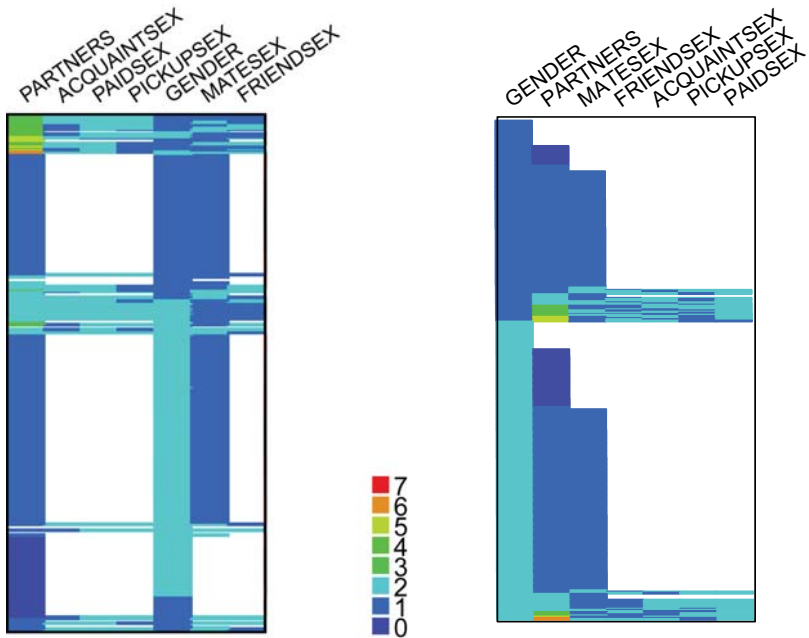 PARTNERS
ACQUAINTSEX
PAIDSEX
PICKUPSEX
GENDER
MATESEX
FRIENDSEX
GENDER
PARTNERS
MATESEX
FRIENDSEX
ACQUAINTSEX
PICKUPSEX
PAIDSEX
7
6
5
4
3
2
1
0